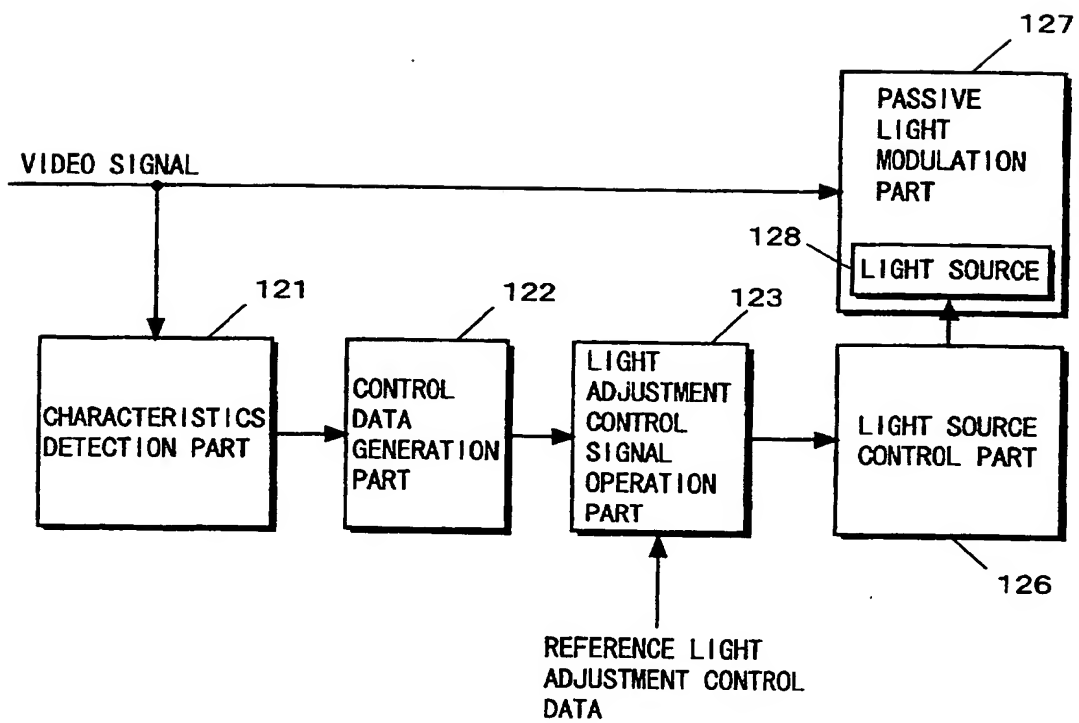 127
PASSIVE
LIGHT
MODULATION
PART
VIDEO SIGNAL
128
LIGHT SOURCE
121
122
123
CHARACTERISTICS
DETECTION PART
CONTROL
DATA
GENERATION
PART
LIGHT
ADJUSTMENT
CONTROL
SIGNAL
OPERATION
PART
LIGHT SOURCE
CONTROL PART
126
REFERENCE LIGHT
ADJUSTMENT CONTROL
DATA